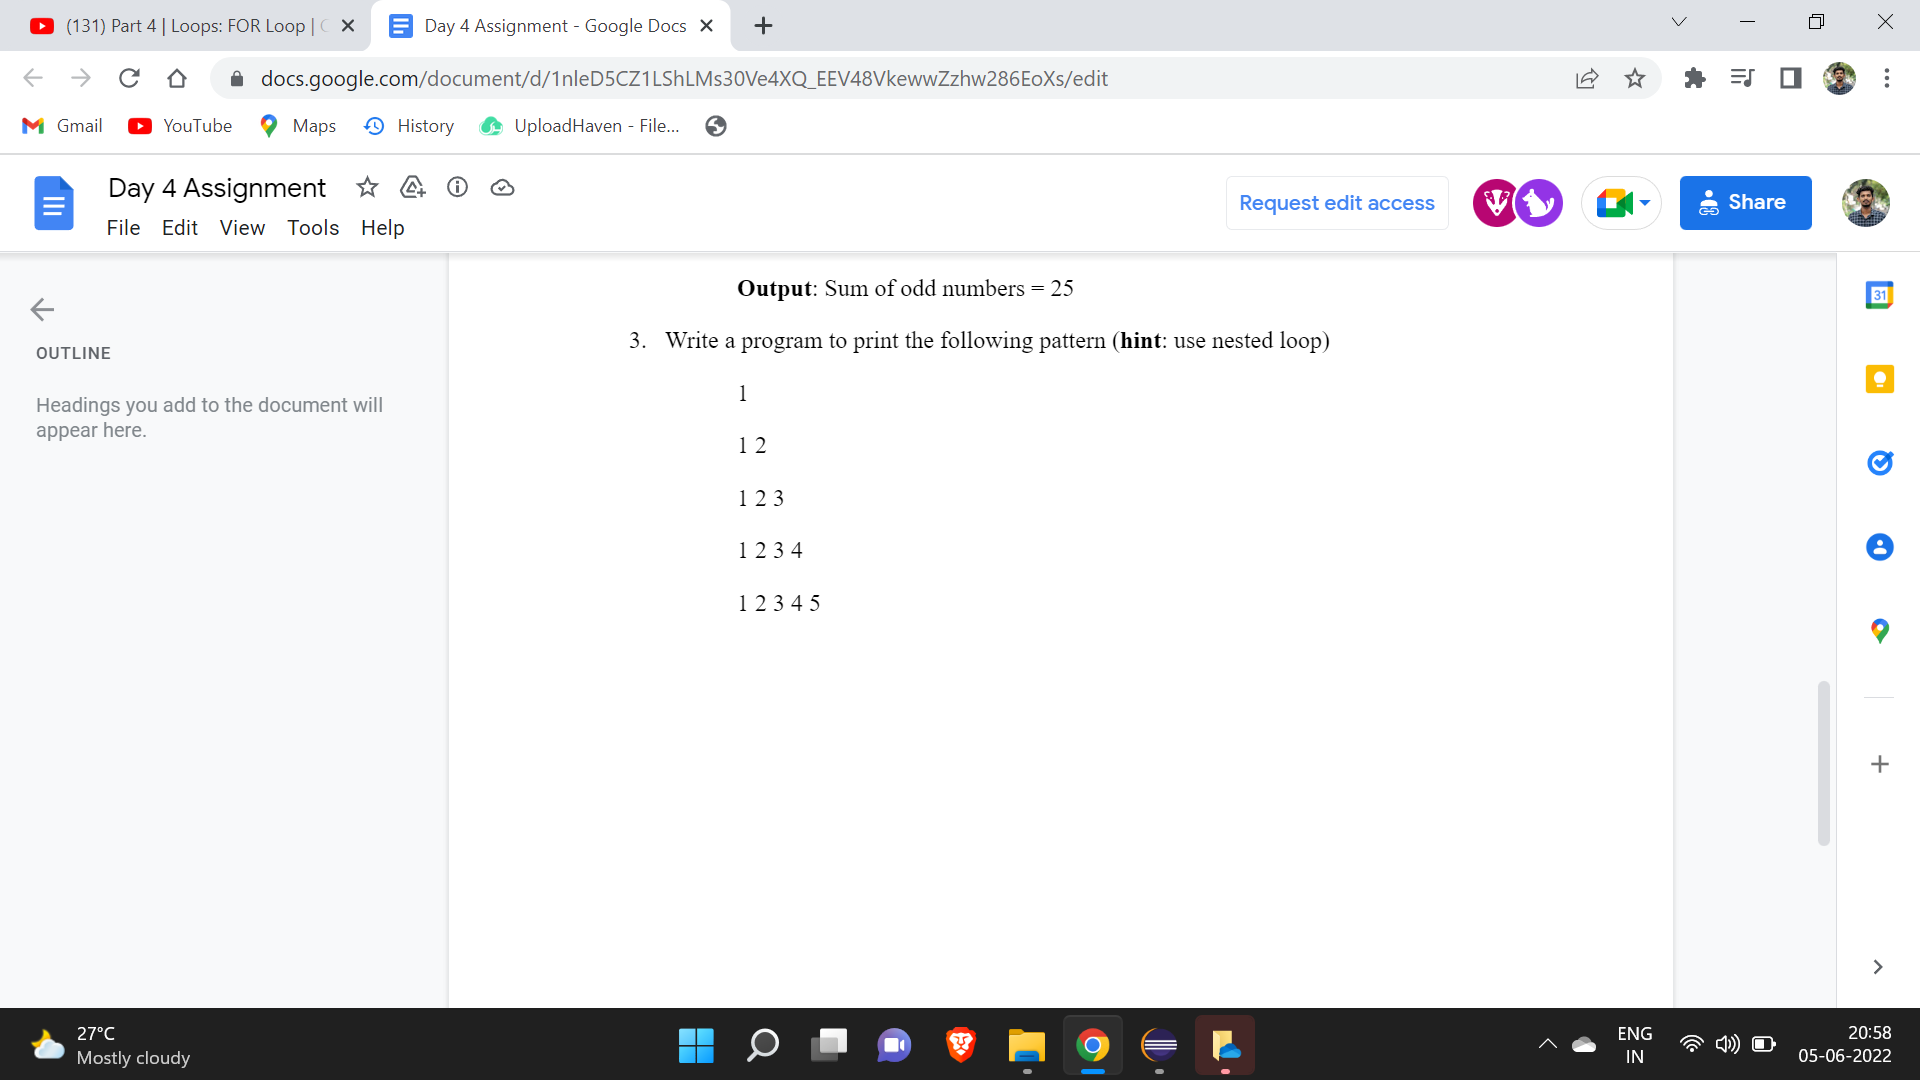 (131) Part 4 | Loops: FOR Loop |
Day 4 Assignment - Google Docs
docs.google.com/document/d/1nleD5CZ1LShLMs30Ve4XQ_EEV48VkewwZzhw286EoXs/edit
Gmail YouTube Maps History UploadHaven - File...
Day 4 Assignment
File Edit View Tools Help
Request edit access
Share
31
OUTLINE
Headings you add to the document will
appear here.
Output: Sum of odd numbers = 25
3. Write a program to print the following pattern (hint: use nested loop)
1
1 2
1 2 3
1 2 3 4
1 2 3 4 5
27°C
Mostly cloudy
ENG
IN
20:58
05-06-2022